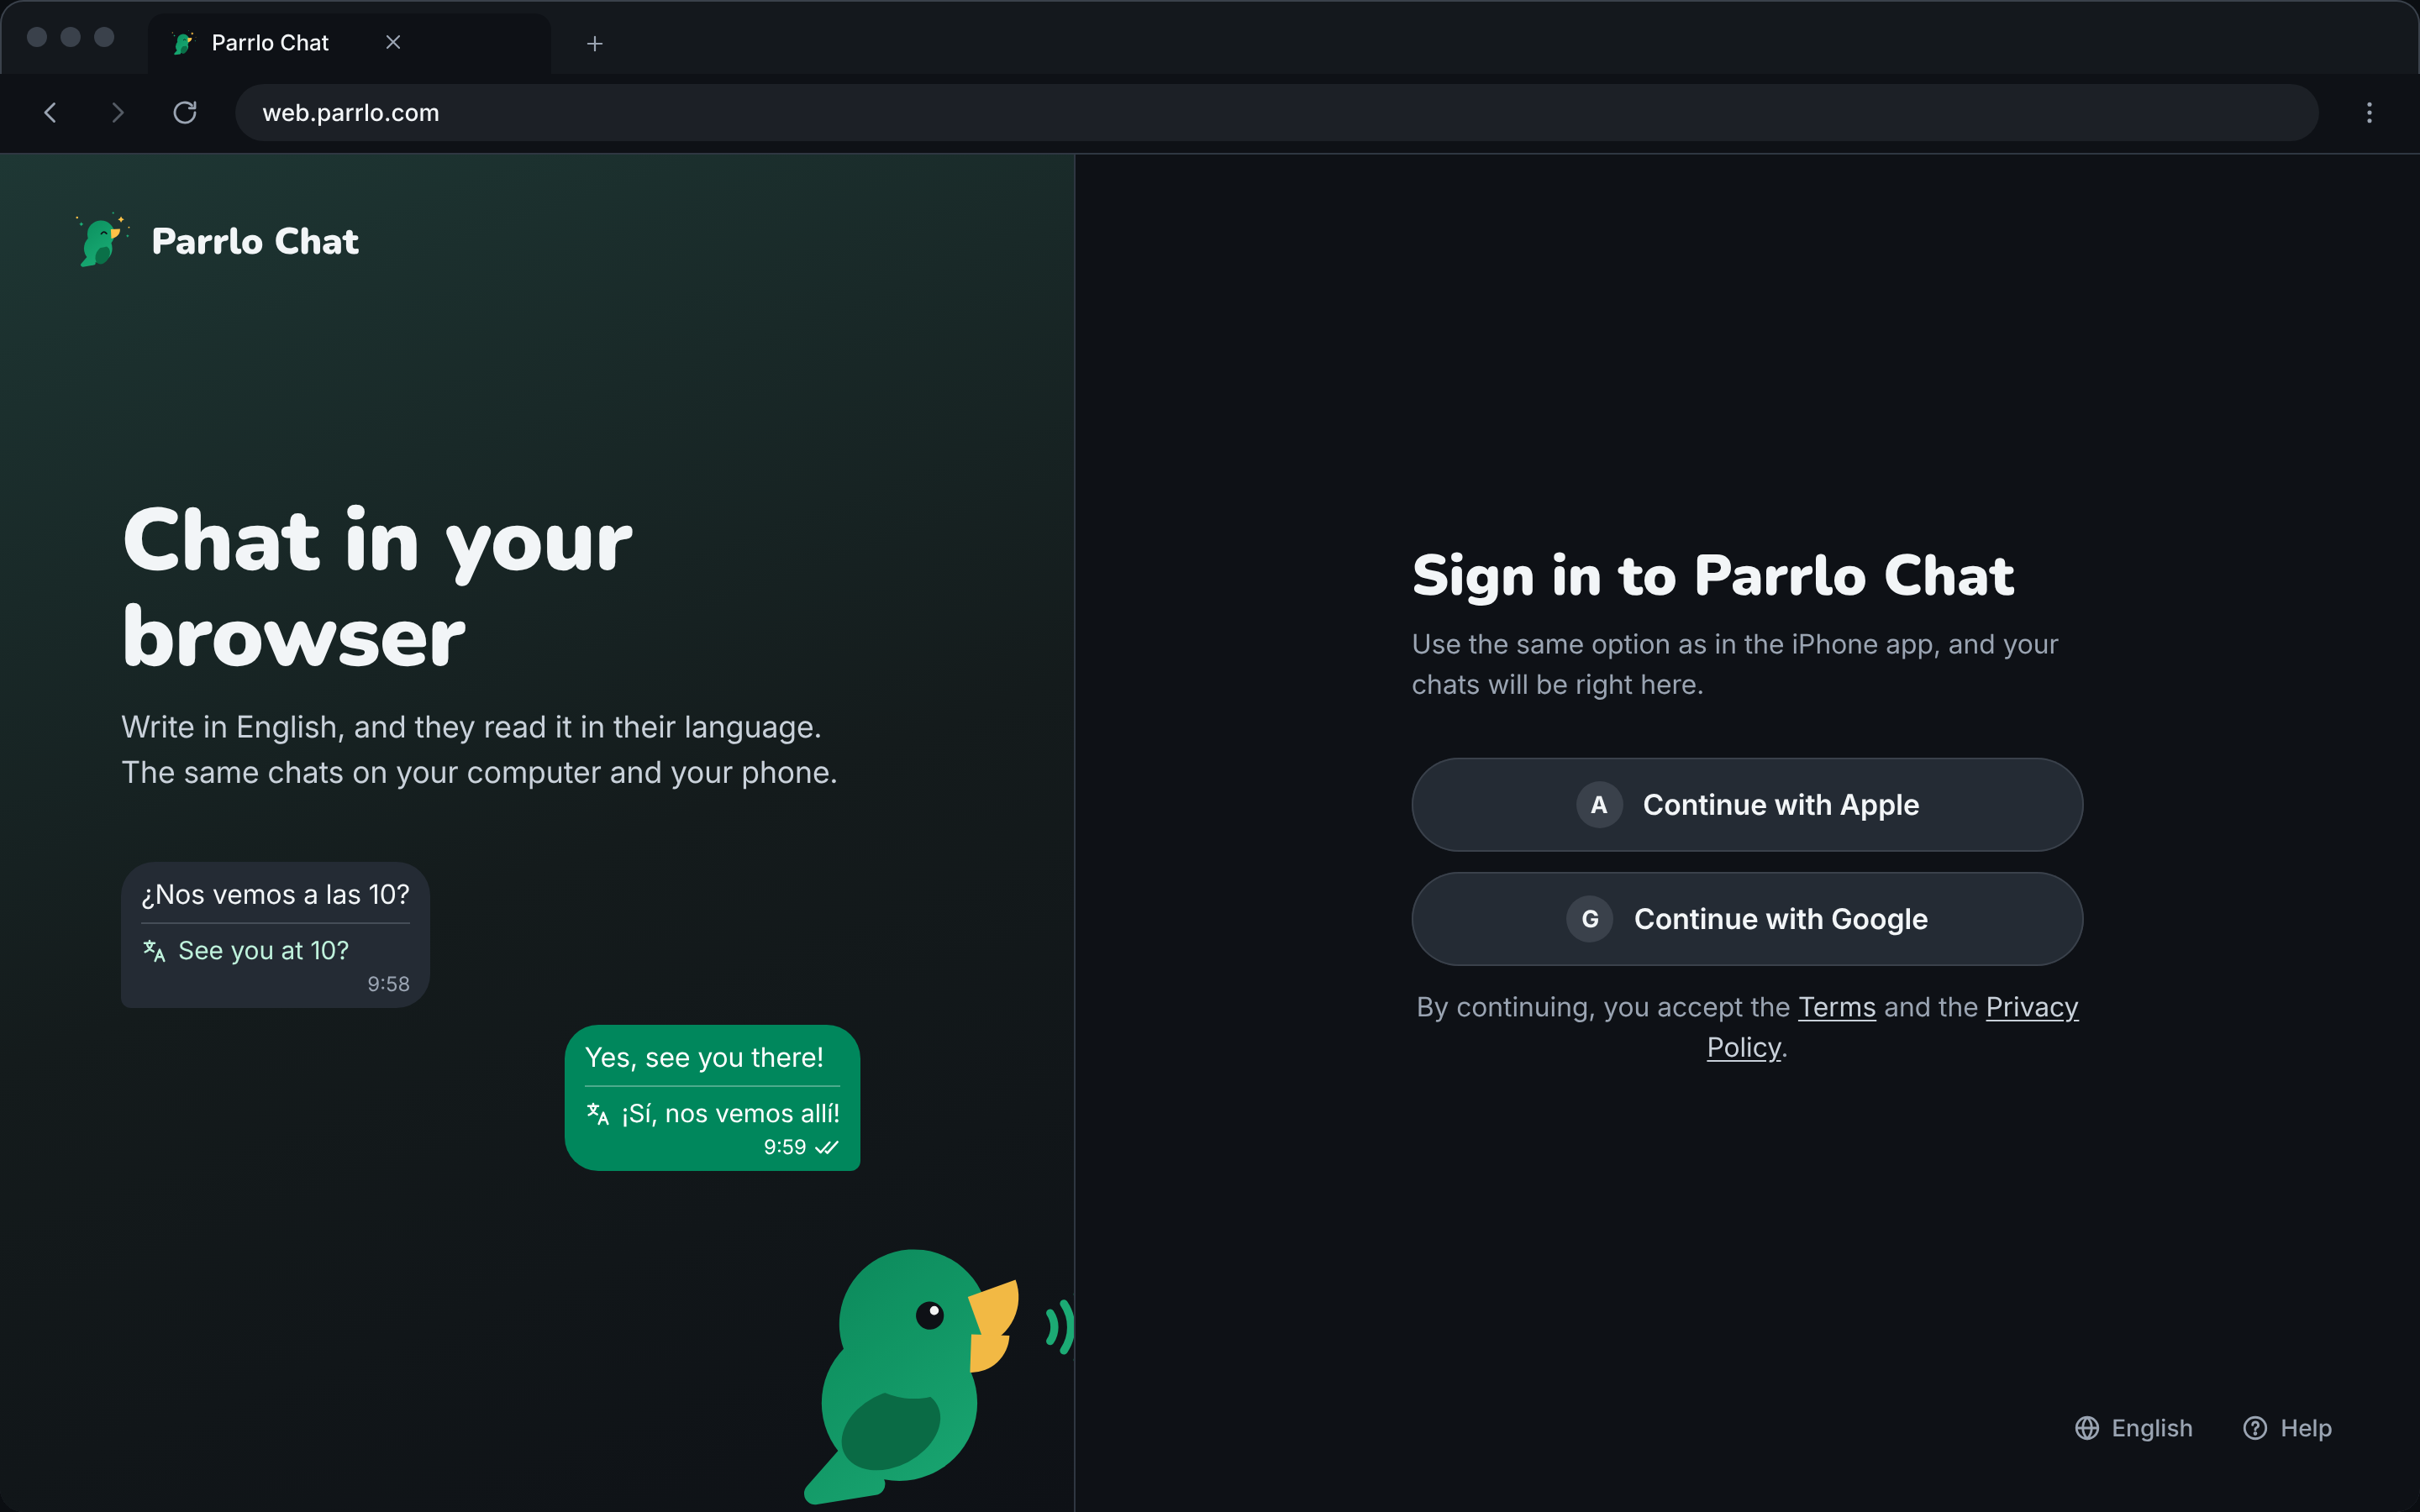 Parrlo Chat
web.parrlo.com
Parrlo Chat
Chat in your
browser
Write in English, and they read it in their language.
The same chats on your computer and your phone.
¿Nos vemos a las 10?
See you at 10?
9:58
Yes, see you there!
¡Sí, nos vemos allí!
9:59
Sign in to Parrlo Chat
Use the same option as in the iPhone app, and your
chats will be right here.
A Continue with Apple
G Continue with Google
By continuing, you accept the Terms and the Privacy
Policy.
English
Help